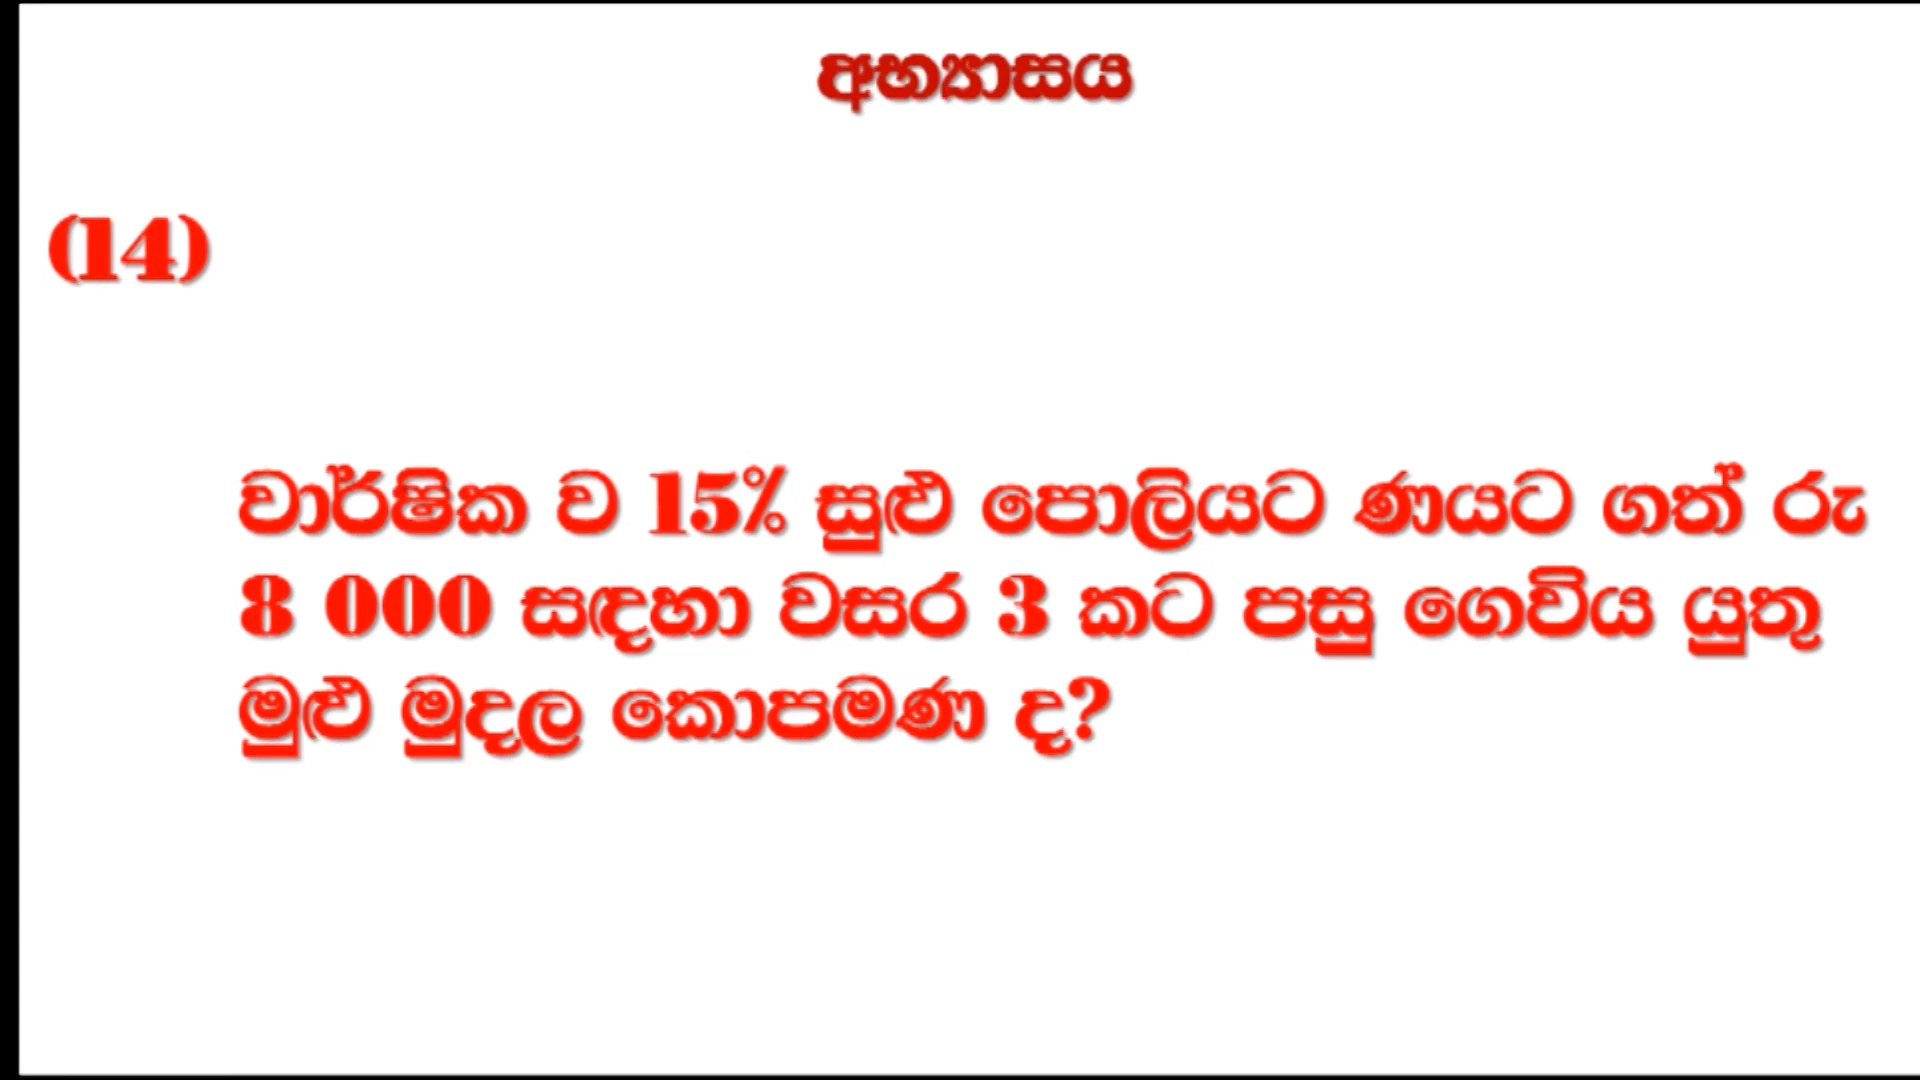 අභ්‍යාසය
(14)
වාර්ෂික ව 15% සුළු පොලියට ණයට ගත් රු
8 000 සඳහා වසර 3 කට පසු ගෙවිය යුතු
මුළු මුදල කොපමණ ද?